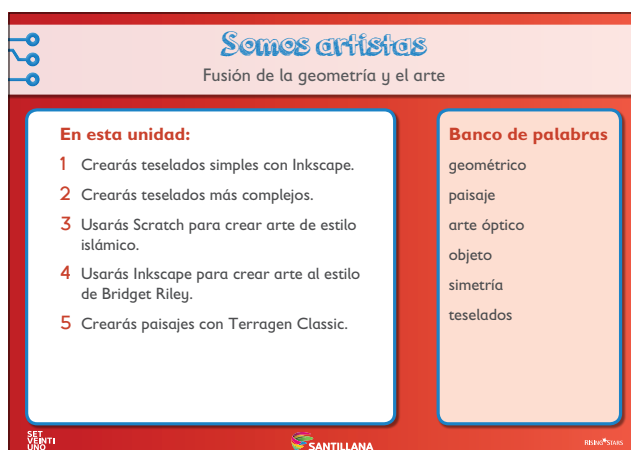 Somos artistas
Fusión de la geometría y el arte
En esta unidad:
1 Crearás teselados simples con Inkscape.
2 Crearás teselados más complejos.
3 Usarás Scratch para crear arte de estilo
islámico.
4 Usarás Inkscape para crear arte al estilo
de Bridget Riley.
5 Crearás paisajes con Terragen Classic.
Banco de palabras
geométrico
paisaje
arte óptico
objeto
simetría
teselados
SET
VEINTI
UNO
SANTILLANA
RISING STARS